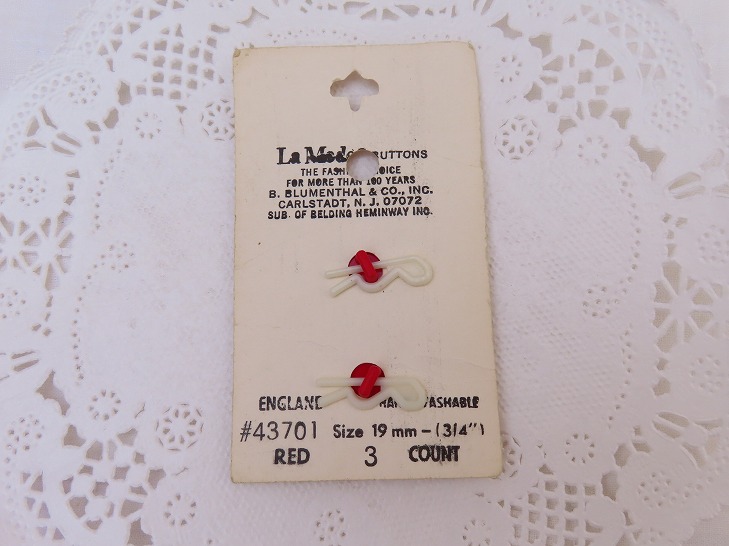 La Mode BUTTONS
THE FASHION CHOICE
FOR MORE THAN 100 YEARS
B. BLUMENTHAL & CO., INC.
CARLSTADT, N. J. 07072
SUB. OF BELDING HEMINWAY INC.
ENGLAND WASHABLE
#43701 Size 19 mm-(3/4")
RED 3 COUNT